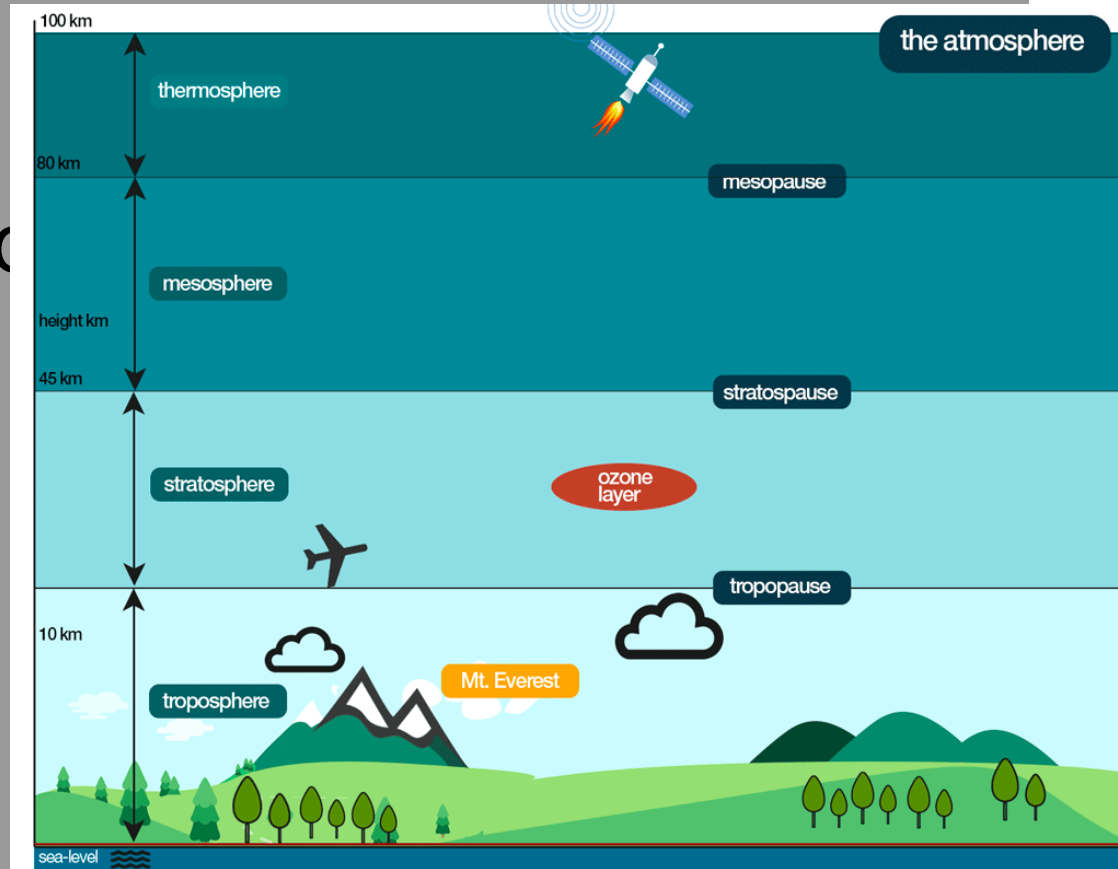 100 km
the atmosphere
thermosphere
80 km
mesopause
mesosphere
height km
45 km
stratospause
stratosphere
ozone
layer
tropopause
10 km
Mt. Everest
troposphere
sea-level